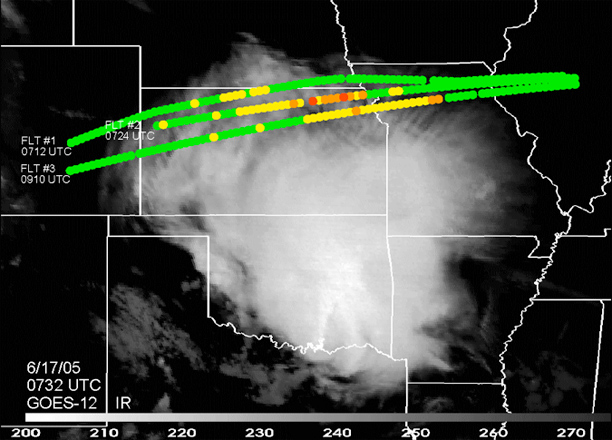 FLT #1
0712 UTC
FLT #2
0724 UTC
FLT #3
0910 UTC
6/17/05
0732 UTC
GOES-12 IR
200 210 220 230 240 250 260 270